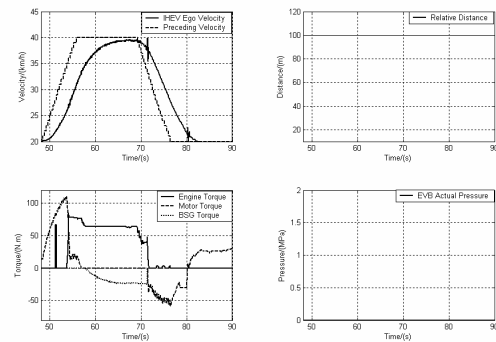 45
40
35
30
25
20
Velocity/(km/h)
IHEV Ego Velocity
Preceding Velocity
50 60 70 80 90
Time/(s)
120
100
80
60
40
20
Distance/(m)
Relative Distance
50 60 70 80 90
Time/(s)
100
50
0
-50
Torque/(N m)
Engine Torque
Motor Torque
BSG Torque
50 60 70 80 90
Time/(s)
2
1.5
1
0.5
0
Pressure/(MPa)
EVB Actual Pressure
50 60 70 80 90
Time/(s)